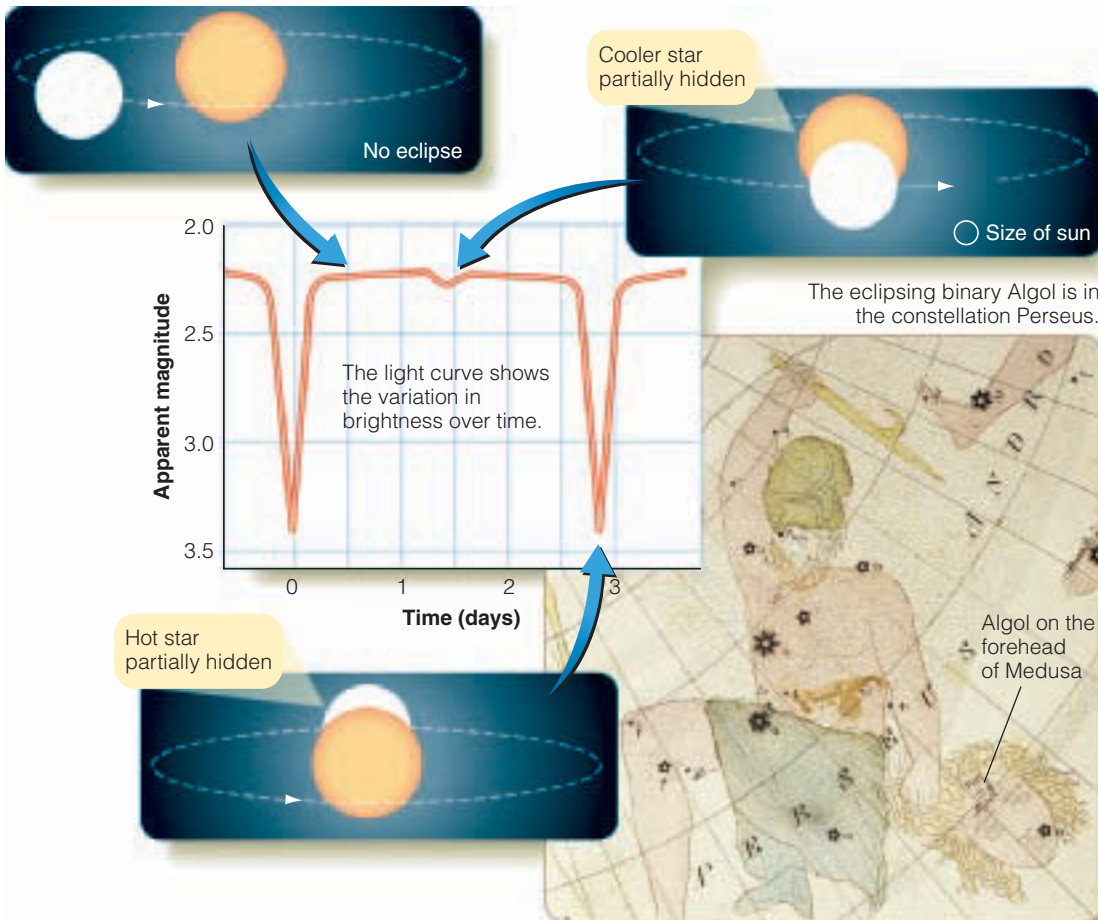 No eclipse
Cooler star
partially hidden
Size of sun
The eclipsing binary Algol is in
the constellation Perseus.
2.0
2.5
3.0
3.5
Apparent magnitude
The light curve shows
the variation in
brightness over time.
0
1
2
3
Time (days)
Hot star
partially hidden
Algol on the
forehead
of Medusa